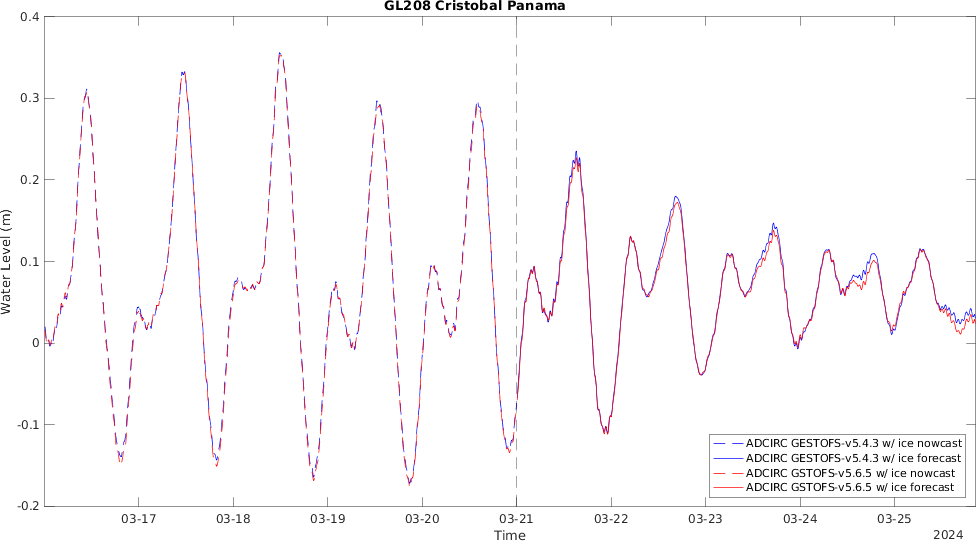 GL208 Cristobal Panama
0.4
0.3
0.2
0.1
0
-0.1
-0.2
Water Level (m)
03-17 03-18 03-19 03-20 03-21 03-22 03-23 03-24 03-25
Time
2024
ADCIRC GESTOFS-v5.4.3 w/ ice nowcast
ADCIRC GESTOFS-v5.4.3 w/ ice forecast
ADCIRC GSTOFS-v5.6.5 w/ ice nowcast
ADCIRC GSTOFS-v5.6.5 w/ ice forecast